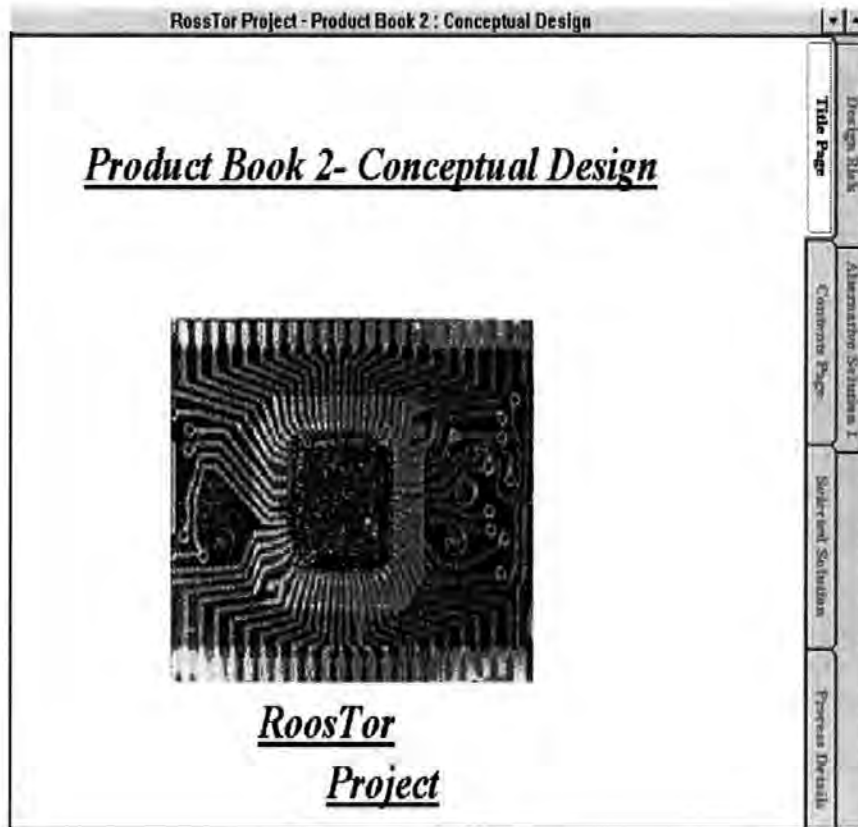 RossTor Project - Product Book 2 : Conceptual Design
Product Book 2- Conceptual Design
RoosTor
Project
Title Page
Contents Page
Selected Solution
Process Details
Design Risk
Alternative Solution 1